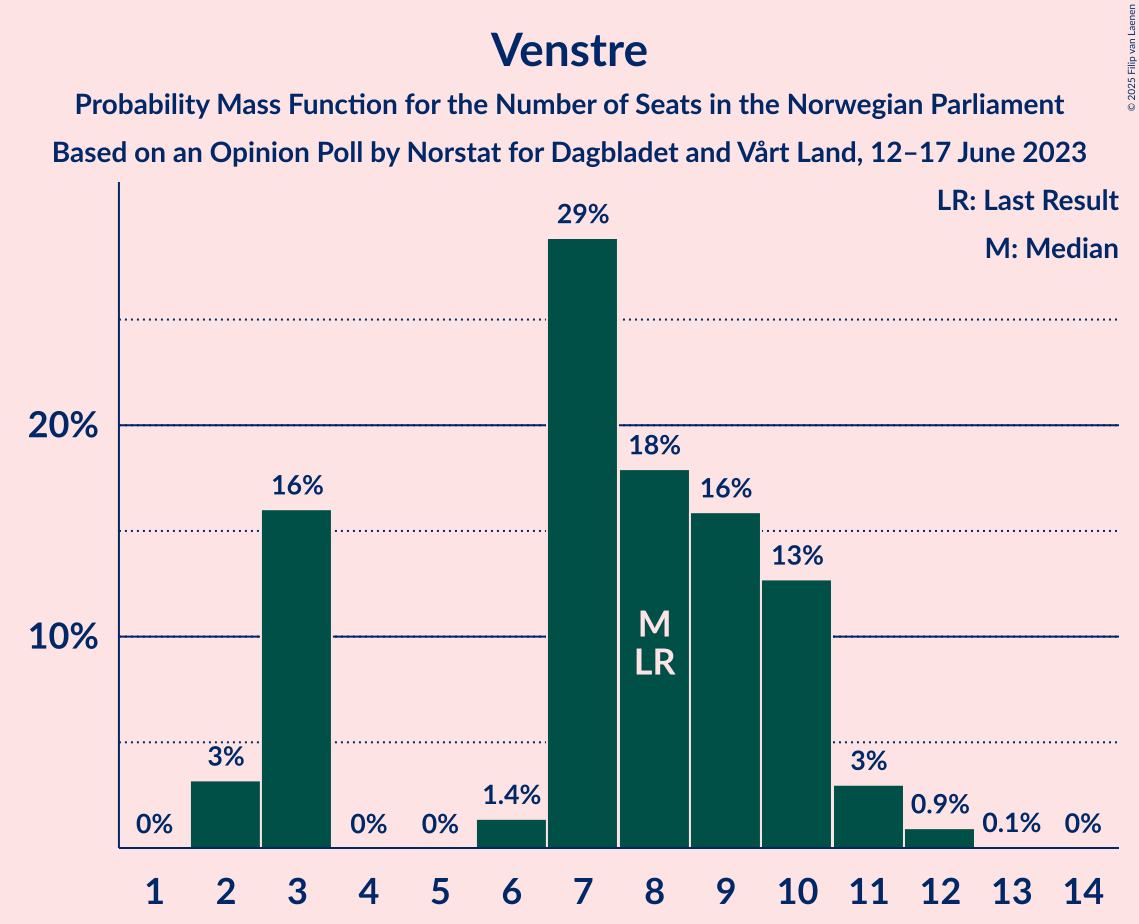 Venstre
Probability Mass Function for the Number of Seats in the Norwegian Parliament
Based on an Opinion Poll by Norstat for Dagbladet and Vårt Land, 12–17 June 2023
© 2025 Filip van Laenen
LR: Last Result
M: Median
29%
20%
18%
16%
16%
13%
10%
M
LR
3%
3%
1.4%
0.9%
0%
0%
0%
0.1%
0%
1 2 3 4 5 6 7 8 9 10 11 12 13 14